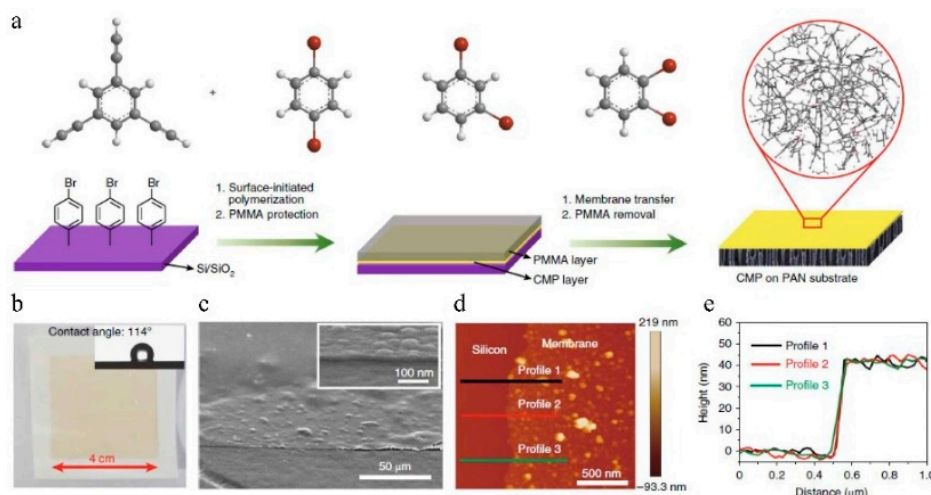 a
+
Br Br Br
1. Surface-initiated
polymerization
2. PMMA protection
1. Membrane transfer
2. PMMA removal
Si/SiO₂
PMMA layer
CMP layer
CMP on PAN substrate
b
Contact angle: 114°
4 cm
c
100 nm
50 μm
d
Silicon Membrane
Profile 1
Profile 2
Profile 3
500 nm
219 nm
−93.3 nm
e
Profile 1
Profile 2
Profile 3
Height (nm)
60
40
20
0
0 0.2 0.4 0.6 0.8 1.0
Distance (μm)